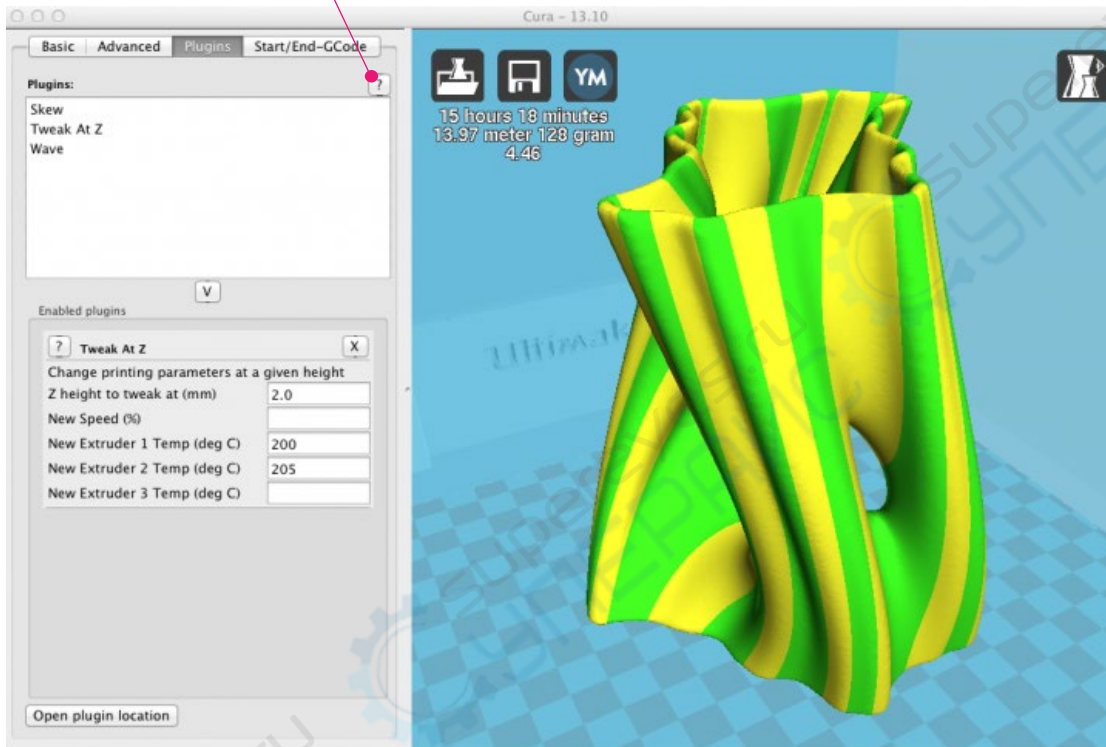 Cura - 13.10
Basic Advanced Plugins Start/End-GCode
Plugins:
?
Skew
Tweak At Z
Wave
V
Enabled plugins
? Tweak At Z X
Change printing parameters at a given height
Z height to tweak at (mm) 2.0
New Speed (%)
New Extruder 1 Temp (deg C) 200
New Extruder 2 Temp (deg C) 205
New Extruder 3 Temp (deg C)
Open plugin location
YM
15 hours 18 minutes
13.97 meter 128 gram
4.46